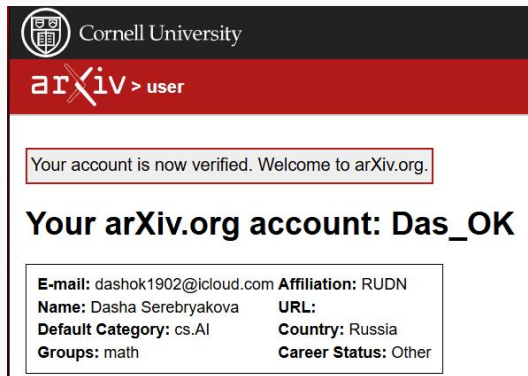 Cornell University
arXiv > user
Your account is now verified. Welcome to arXiv.org.
Your arXiv.org account: Das_OK
E-mail: dashok1902@icloud.com Affiliation: RUDN
Name: Dasha Serebryakova URL:
Default Category: cs.AI Country: Russia
Groups: math Career Status: Other